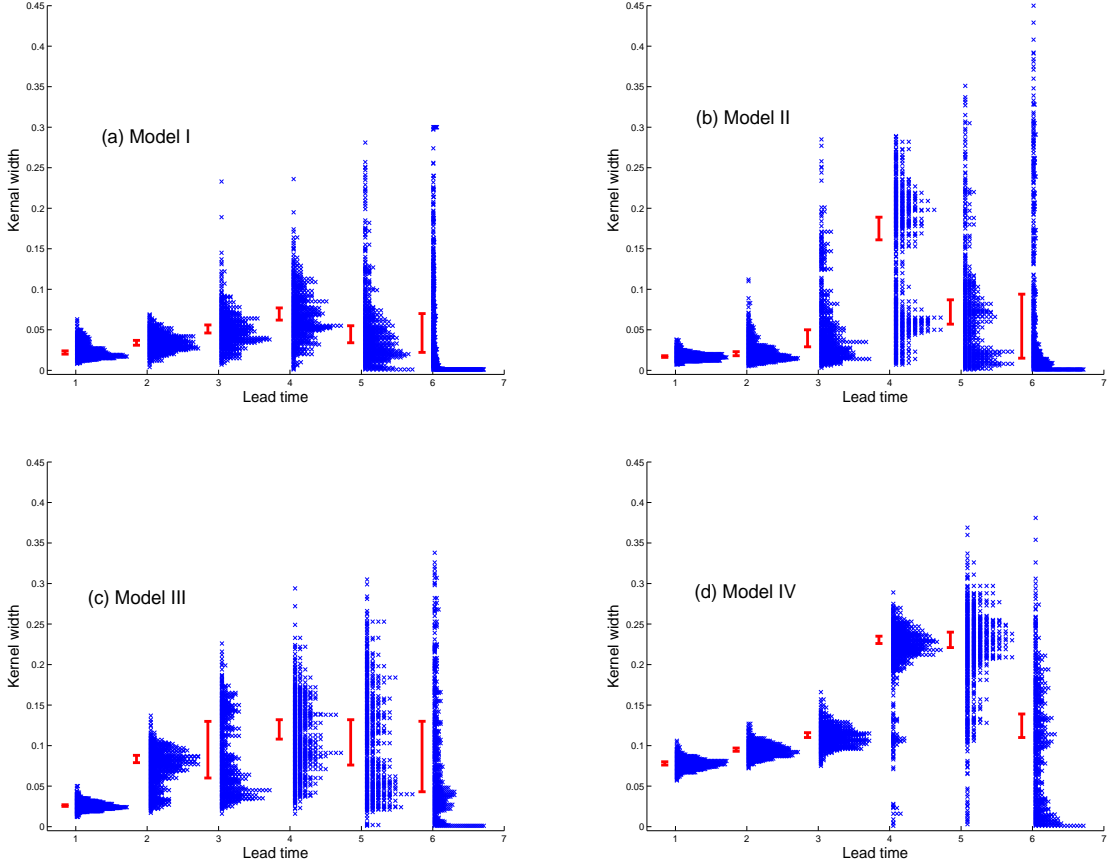 0.45
0.4
0.35
0.3
0.25
0.2
0.15
0.1
0.05
0
Kernal width
(a) Model I
1 2 3 4 5 6 7
Lead time
0.45
0.4
0.35
0.3
0.25
0.2
0.15
0.1
0.05
0
Kernel width
(b) Model II
1 2 3 4 5 6 7
Lead time
0.45
0.4
0.35
0.3
0.25
0.2
0.15
0.1
0.05
0
Kernel width
(c) Model III
1 2 3 4 5 6 7
Lead time
0.45
0.4
0.35
0.3
0.25
0.2
0.15
0.1
0.05
0
Kernel width
(d) Model IV
1 2 3 4 5 6 7
Lead time